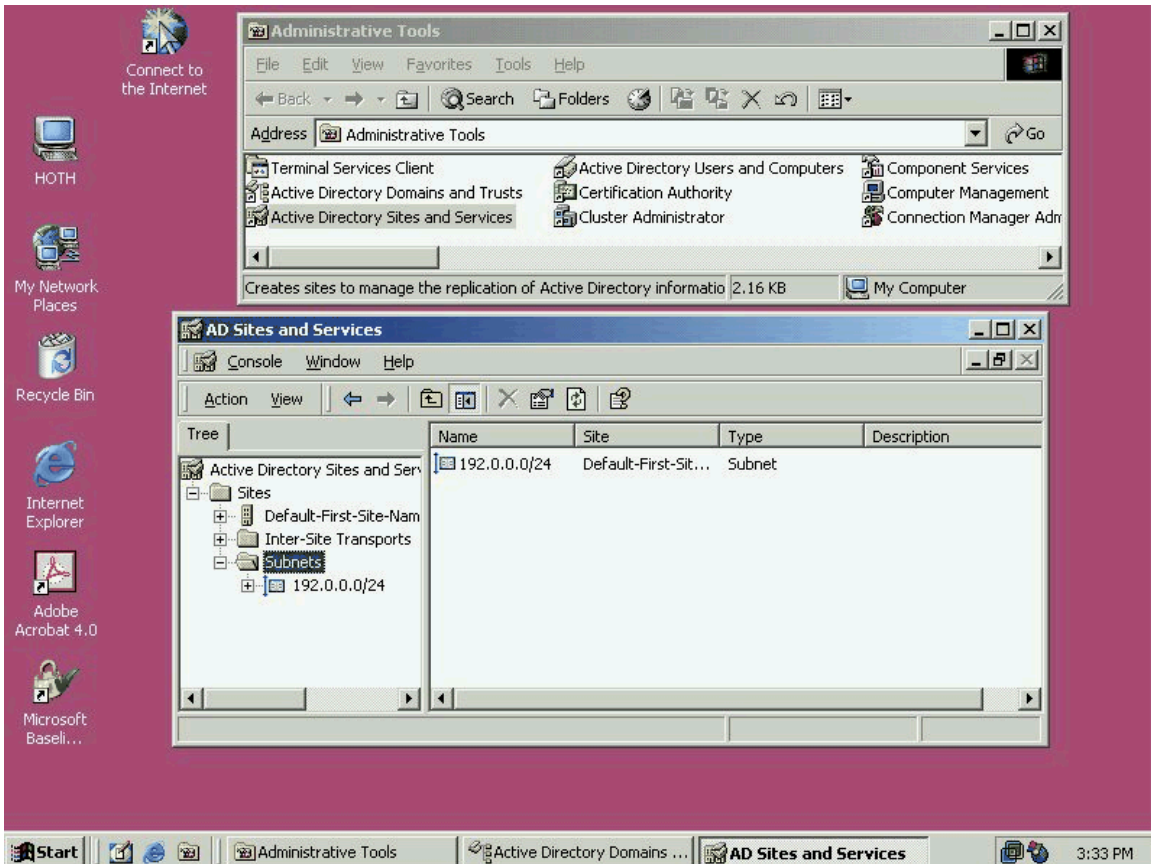 Connect to
the Internet
HOTH
My Network
Places
Recycle Bin
Internet
Explorer
Adobe
Acrobat 4.0
Microsoft
Baseli...
Administrative Tools
File Edit View Favorites Tools Help
Back Search Folders
Address Administrative Tools Go
Terminal Services Client Active Directory Users and Computers Component Services
Active Directory Domains and Trusts Certification Authority Computer Management
Active Directory Sites and Services Cluster Administrator Connection Manager Adm
Creates sites to manage the replication of Active Directory informatio 2.16 KB My Computer
AD Sites and Services
Console Window Help
Action View
Tree Name Site Type Description
Active Directory Sites and Serv
Sites
Default-First-Site-Nam
Inter-Site Transports
Subnets
192.0.0.0/24
192.0.0.0/24 Default-First-Sit... Subnet
Start Administrative Tools Active Directory Domains ... AD Sites and Services 3:33 PM